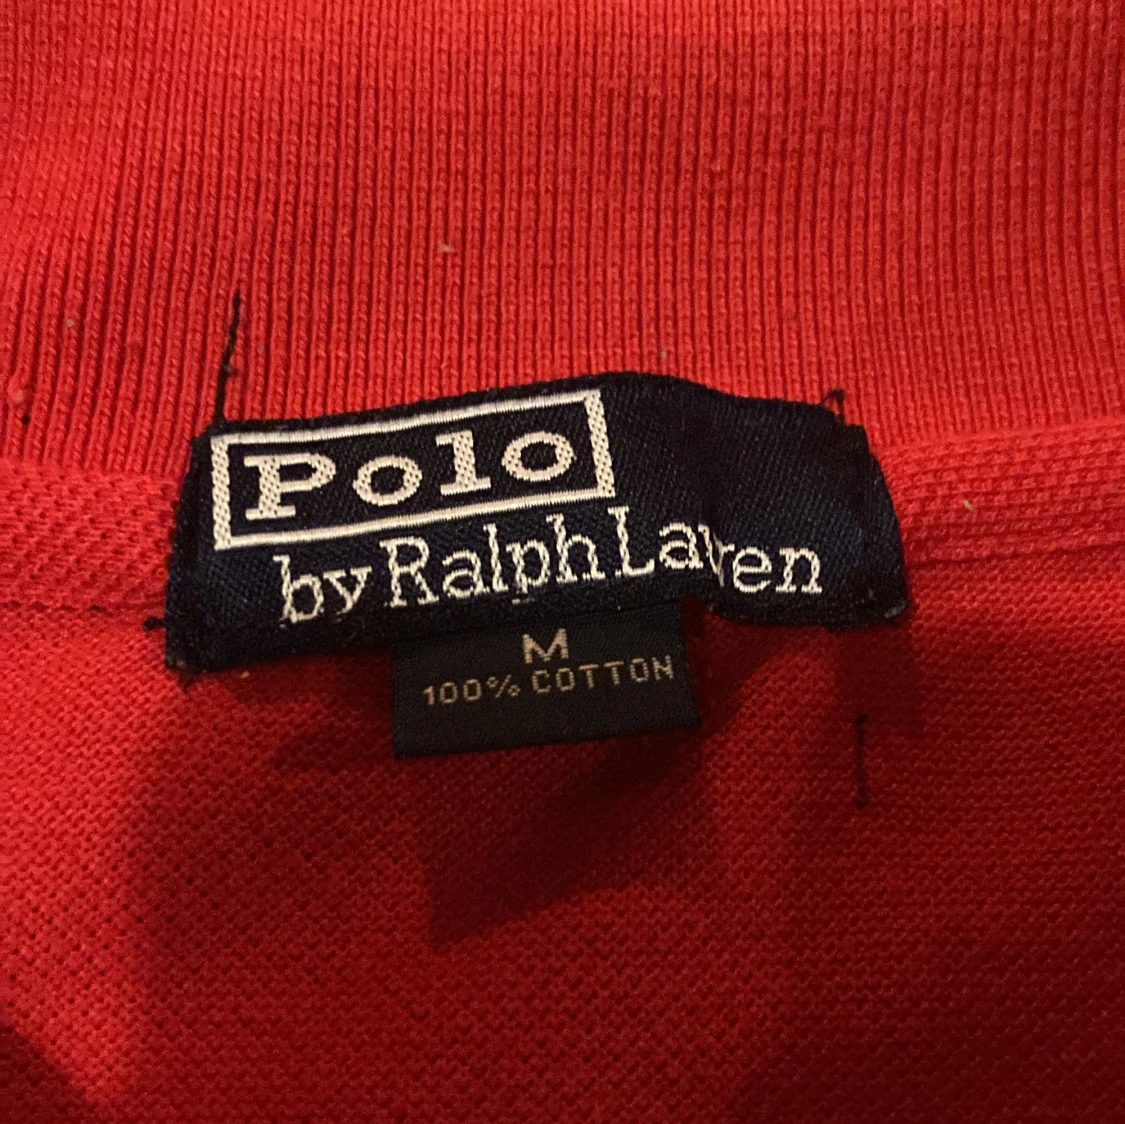 Polo
by Ralph Lauren
M
100% COTTON